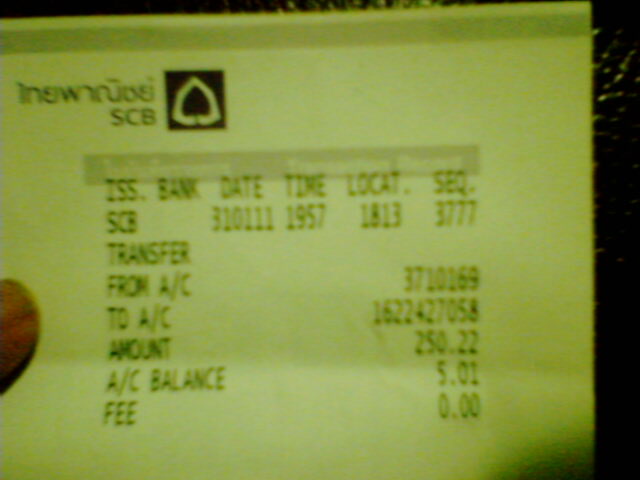 ไทยพาณิชย์
SCB
ISS. BANK DATE TIME LOCAT. SEQ.
SCB 310111 1957 1813 3777
TRANSFER
FROM A/C 3710169
TO A/C 1622427058
AMOUNT 250.22
A/C BALANCE 5.01
FEE 0.00